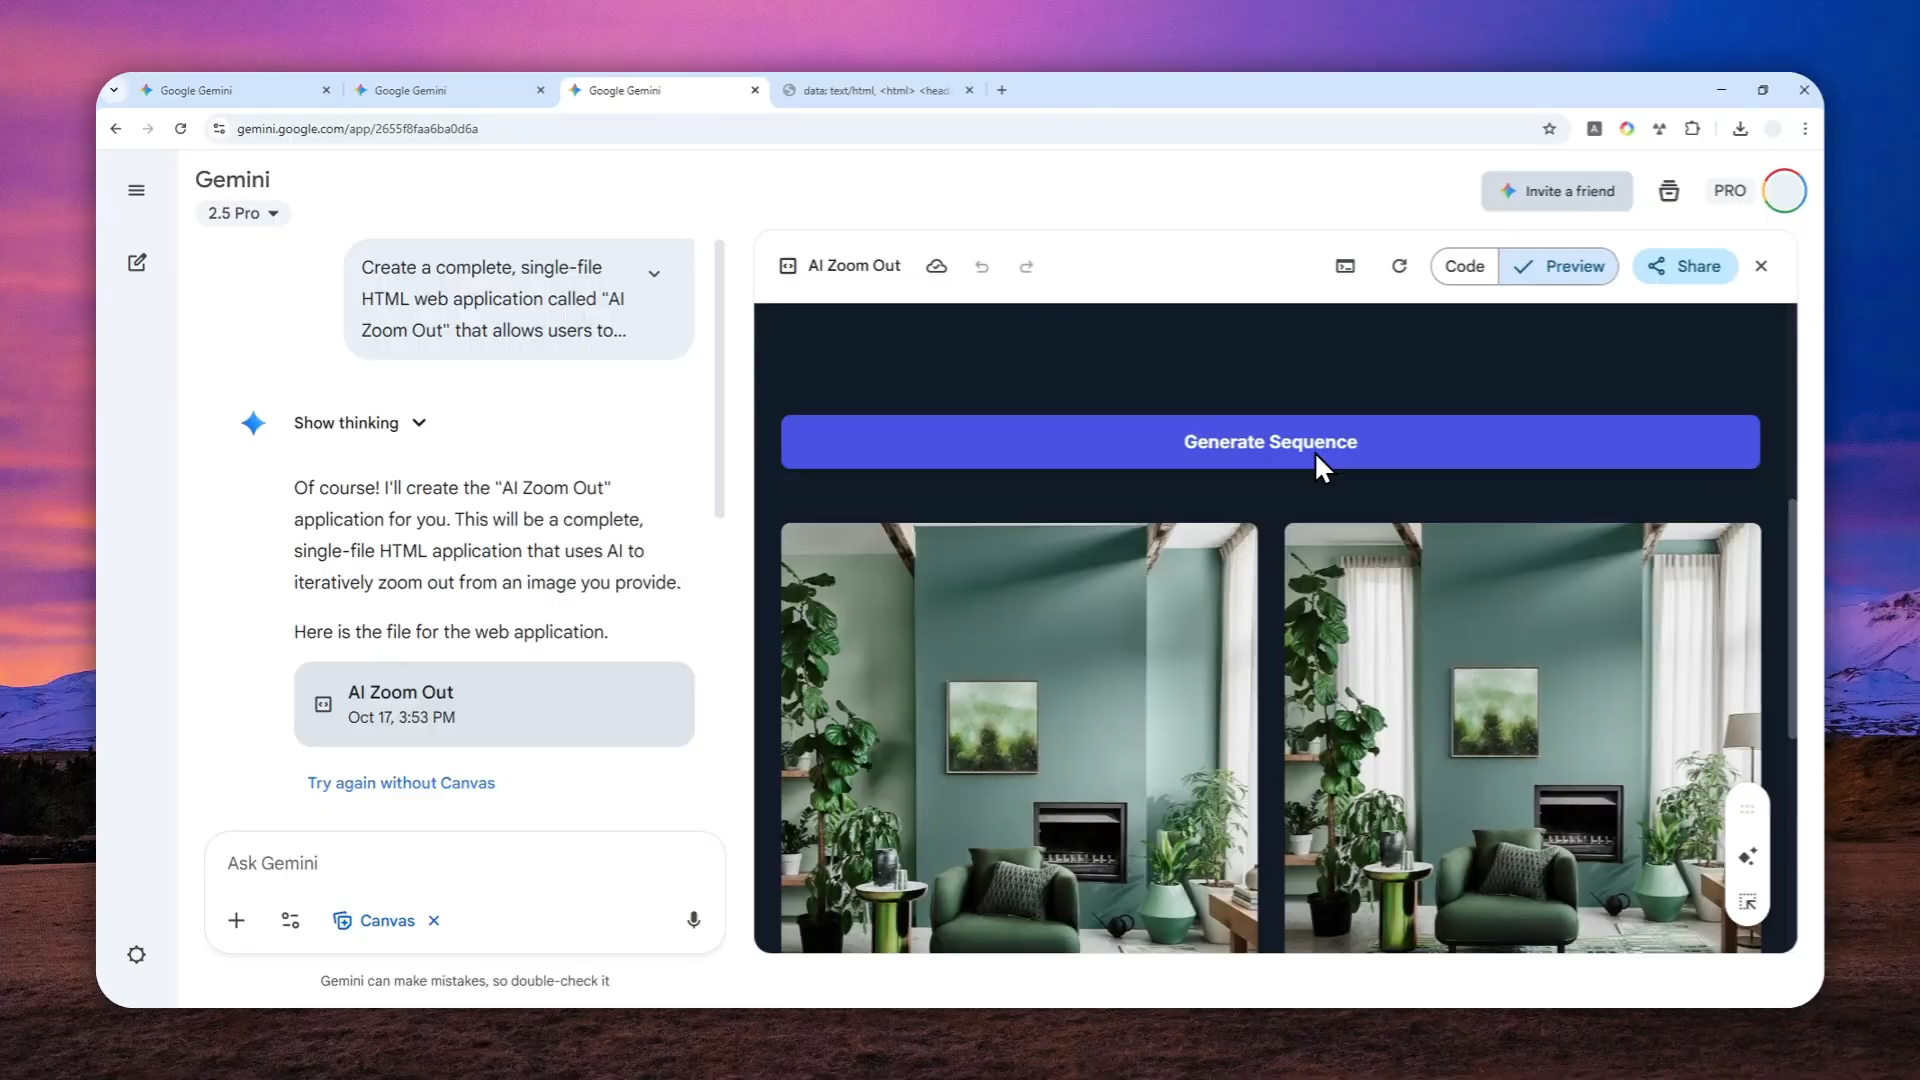 Google Gemini
Google Gemini
Google Gemini
data: text/html, <html> <head
gemini.google.com/app/2655f8faa6ba0d6a
A
Gemini
2.5 Pro
Invite a friend
PRO
Create a complete, single-file
HTML web application called "AI
Zoom Out" that allows users to...
Show thinking
Of course! I'll create the "AI Zoom Out"
application for you. This will be a complete,
single-file HTML application that uses AI to
iteratively zoom out from an image you provide.
Here is the file for the web application.
AI Zoom Out
Oct 17, 3:53 PM
Try again without Canvas
Ask Gemini
Canvas
Gemini can make mistakes, so double-check it
AI Zoom Out
Code
Preview
Share
Generate Sequence